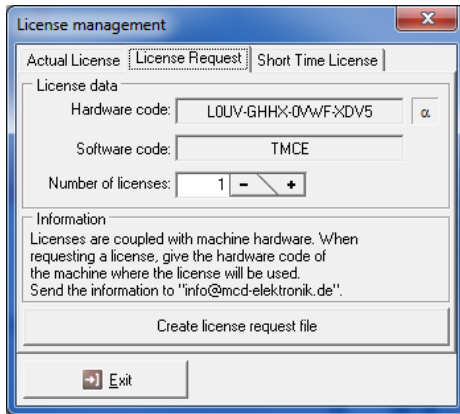 License management
Actual License License Request Short Time License
License data
Hardware code: L0UV-GHHX-0VWF-XDV5 α
Software code: TMCE
Number of licenses: 1 - +
Information
Licenses are coupled with machine hardware. When
requesting a license, give the hardware code of
the machine where the license will be used.
Send the information to "info@mcd-elektronik.de".
Create license request file
Exit